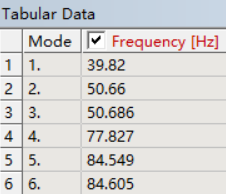 Tabular Data
Mode Frequency [Hz]
1 1. 39.82
2 2. 50.66
3 3. 50.686
4 4. 77.827
5 5. 84.549
6 6. 84.605